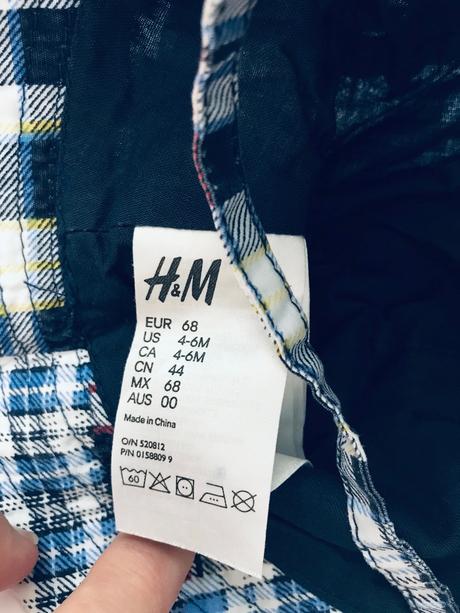 H&M
EUR 68
US 4-6M
CA 4-6M
CN 44
MX 68
AUS 00
Made in China
O/N 520812
P/N 0158809 9
60